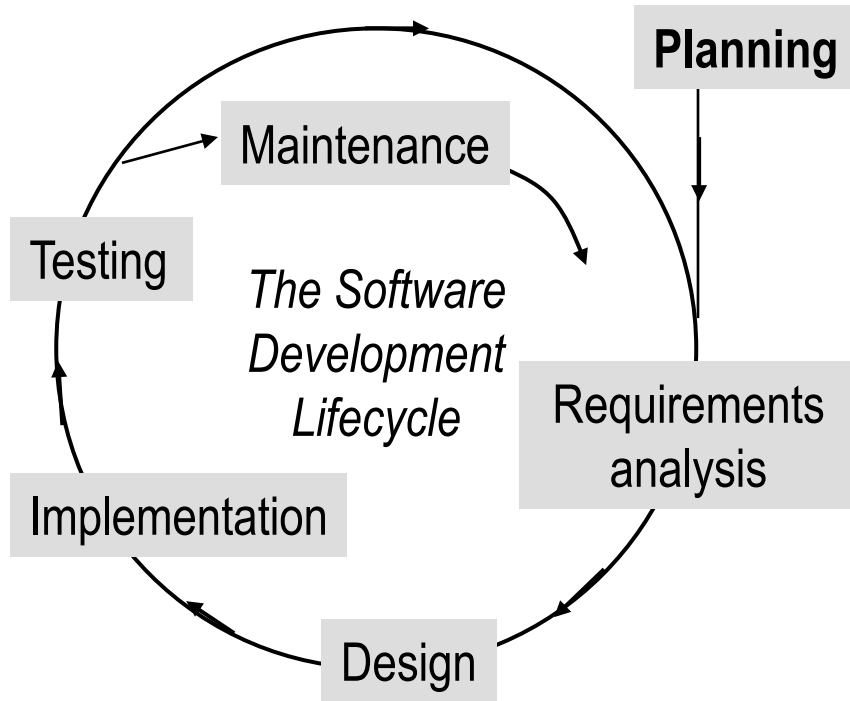 Planning
Maintenance
Testing
The Software
Development
Lifecycle
Requirements
analysis
Implementation
Design